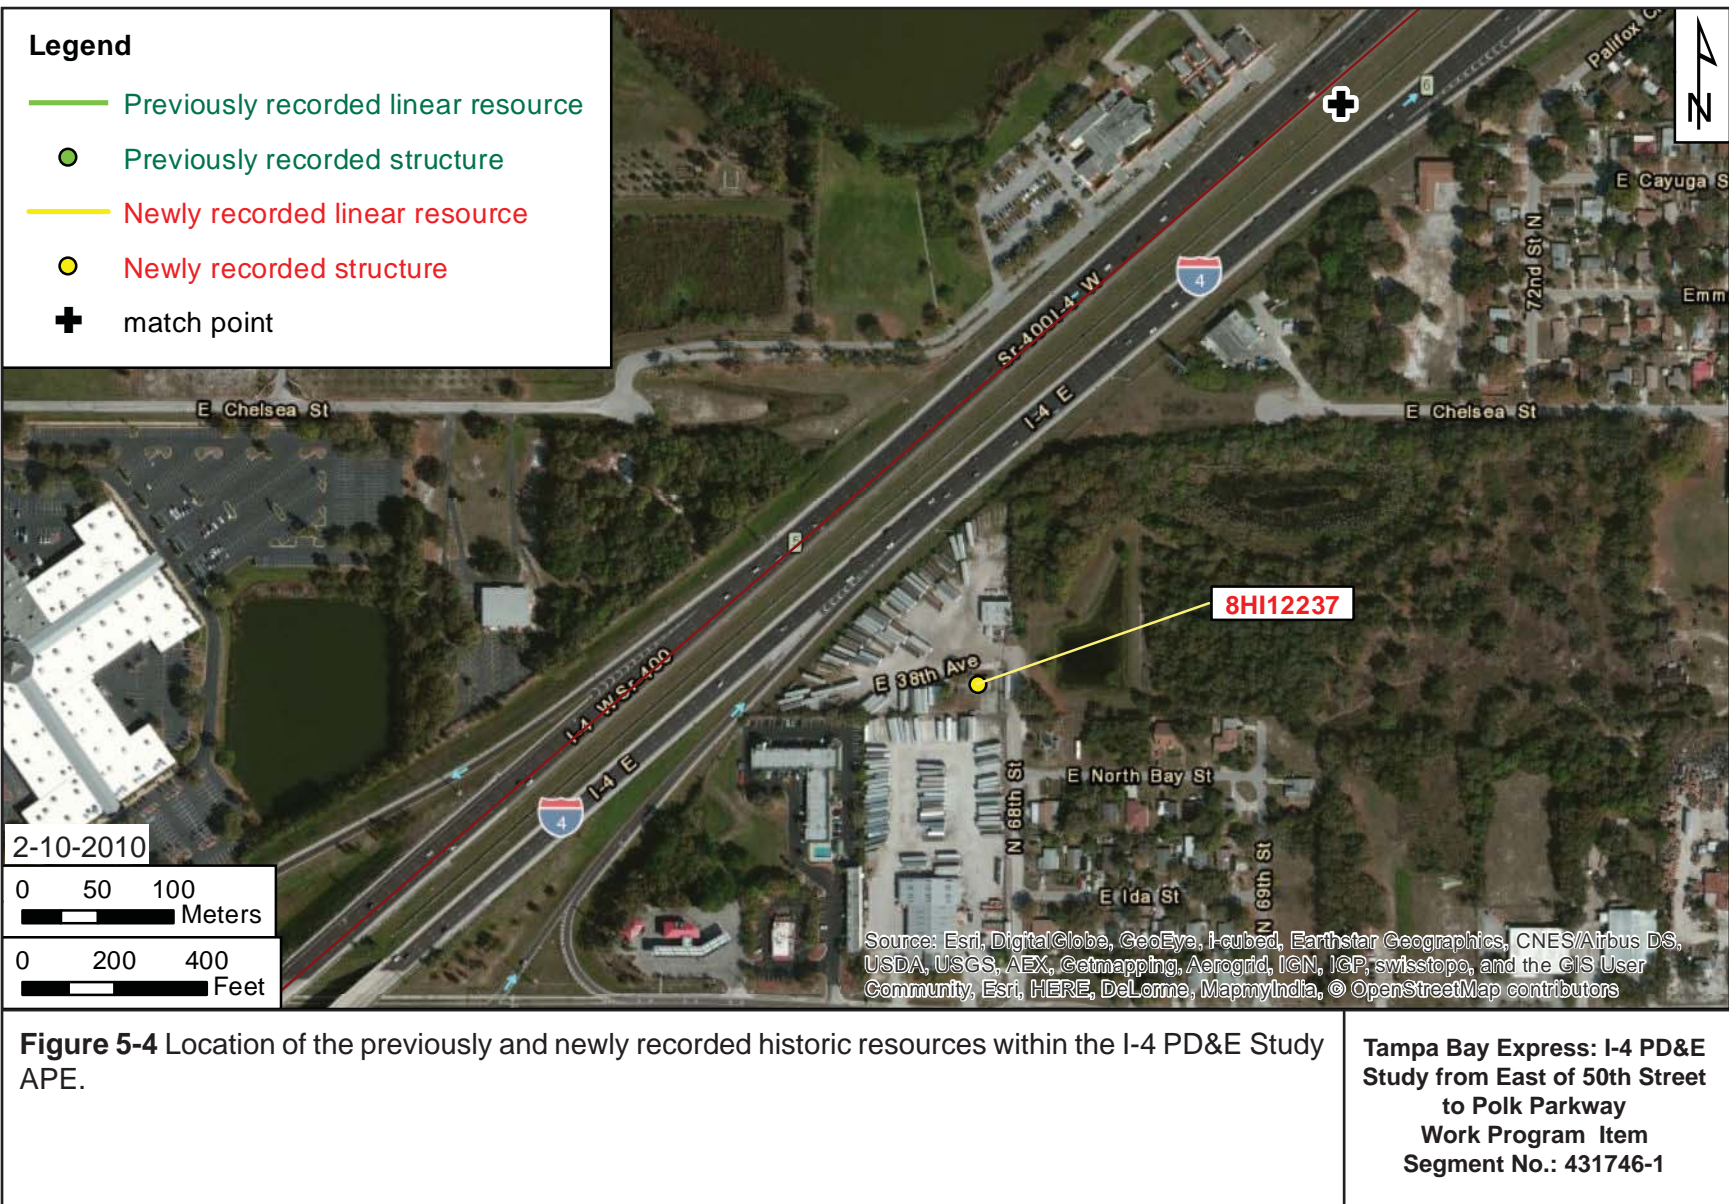 Legend
Previously recorded linear resource
Previously recorded structure
Newly recorded linear resource
Newly recorded structure
match point
N
Palifox
6
E Cayuga S
72nd St N
Emm
4
Sr-400I-4 W
I-4 E
E Chelsea St
E Chelsea St
5
8HI12237
E 38th Ave
I-4 WSr-400
I-4 E
4
N 68th St
E North Bay St
E Ida St
N 69th St
2-10-2010
0 50 100
Meters
0 200 400
Feet
Source: Esri, DigitalGlobe, GeoEye, i-cubed, Earthstar Geographics, CNES/Airbus DS,
USDA, USGS, AEX, Getmapping, Aerogrid, IGN, IGP, swisstopo, and the GIS User
Community, Esri, HERE, DeLorme, MapmyIndia, © OpenStreetMap contributors
Figure 5-4 Location of the previously and newly recorded historic resources within the I-4 PD&E Study
APE.
Tampa Bay Express: I-4 PD&E
Study from East of 50th Street
to Polk Parkway
Work Program Item
Segment No.: 431746-1